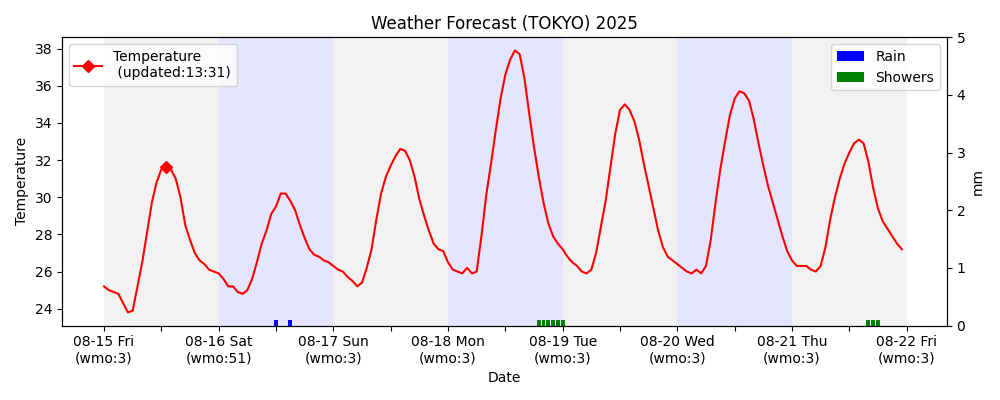 Weather Forecast (TOKYO) 2025
Temperature
(updated:13:31)
Rain
Showers
38
36
34
32
30
28
26
24
Temperature
5
4
3
2
1
0
mm
08-15 Fri
(wmo:3)
08-16 Sat
(wmo:51)
08-17 Sun
(wmo:3)
08-18 Mon
(wmo:3)
08-19 Tue
(wmo:3)
08-20 Wed
(wmo:3)
08-21 Thu
(wmo:3)
08-22 Fri
(wmo:3)
Date